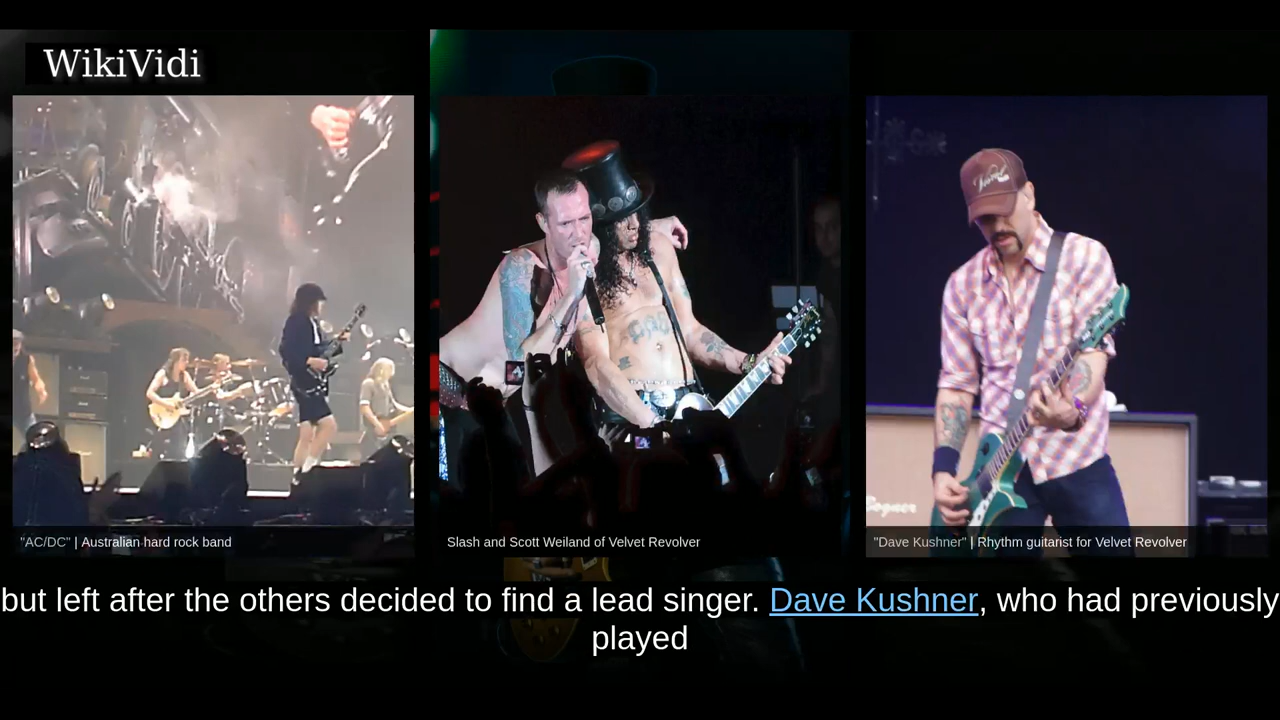 WikiVidi
"AC/DC" | Australian hard rock band
Slash and Scott Weiland of Velvet Revolver
"Dave Kushner" | Rhythm guitarist for Velvet Revolver
Bogner
but left after the others decided to find a lead singer. Dave Kushner, who had previously
played